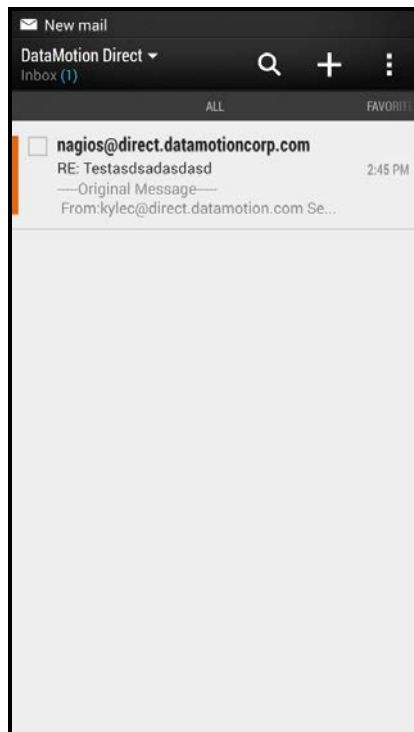 New mail
DataMotion Direct
Inbox (1)
ALL FAVORITE
nagios@direct.datamotioncorp.com
RE: Testasdsadasdasd 2:45 PM
-----Original Message-----
From:kylec@direct.datamotion.com Se...